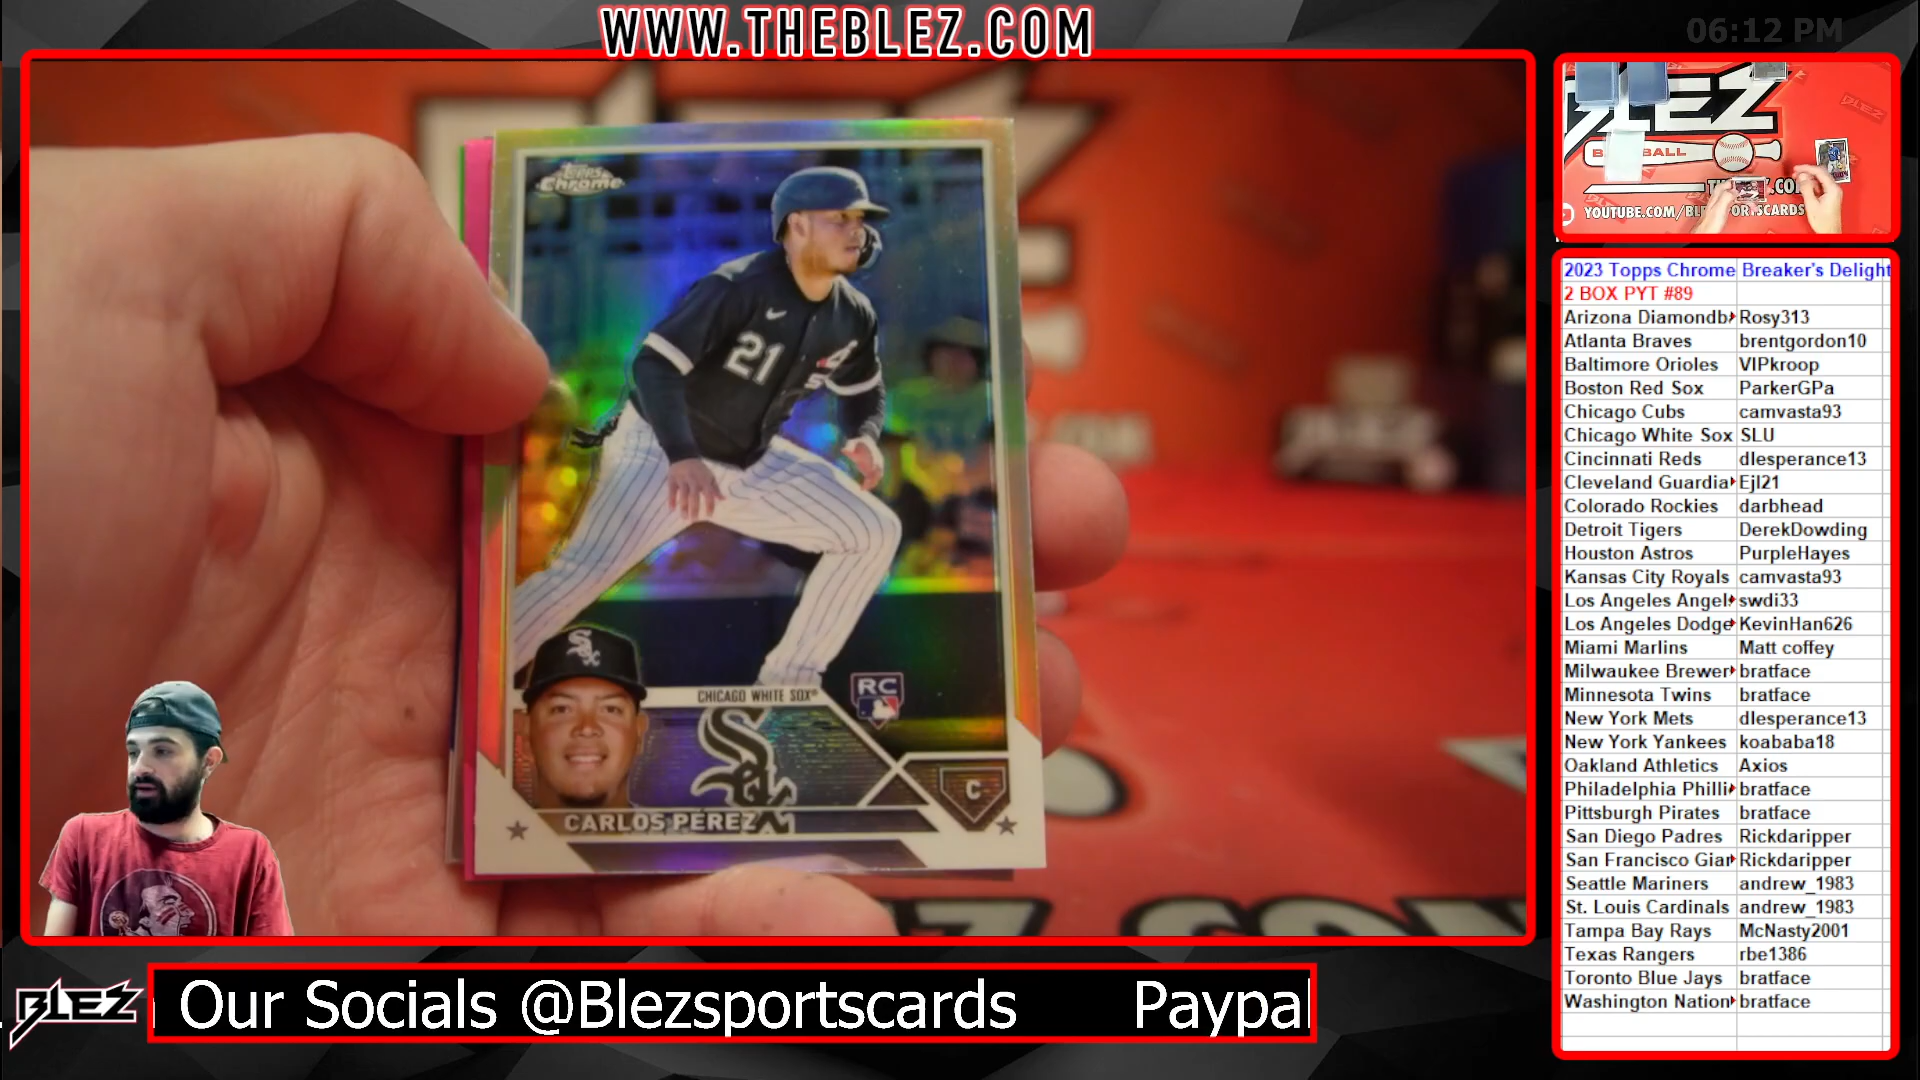 WWW.THEBLEZ.COM
06:12 PM
Topps
Chrome
21
CHICAGO WHITE SOX
RC
Sox
C
CARLOS PÉREZ
BLEZ
YOUTUBE.COM/BL
2023 Topps Chrome Breaker's Delight
2 BOX PYT #89
Arizona Diamondb Rosy313
Atlanta Braves brentgordon10
Baltimore Orioles VIPkroop
Boston Red Sox ParkerGPa
Chicago Cubs camvasta93
Chicago White Sox SLU
Cincinnati Reds dlesperance13
Cleveland Guardia Ejl21
Colorado Rockies darbhead
Detroit Tigers DerekDowding
Houston Astros PurpleHayes
Kansas City Royals camvasta93
Los Angeles Angel swdi33
Los Angeles Dodge KevinHan626
Miami Marlins Matt coffey
Milwaukee Brewer bratface
Minnesota Twins bratface
New York Mets dlesperance13
New York Yankees koababa18
Oakland Athletics Axios
Philadelphia Philli bratface
Pittsburgh Pirates bratface
San Diego Padres Rickdaripper
San Francisco Gian Rickdaripper
Seattle Mariners andrew_1983
St. Louis Cardinals andrew_1983
Tampa Bay Rays McNasty2001
Texas Rangers rbe1386
Toronto Blue Jays bratface
Washington Nation bratface
BLEZ
Our Socials @Blezsportscards Paypal